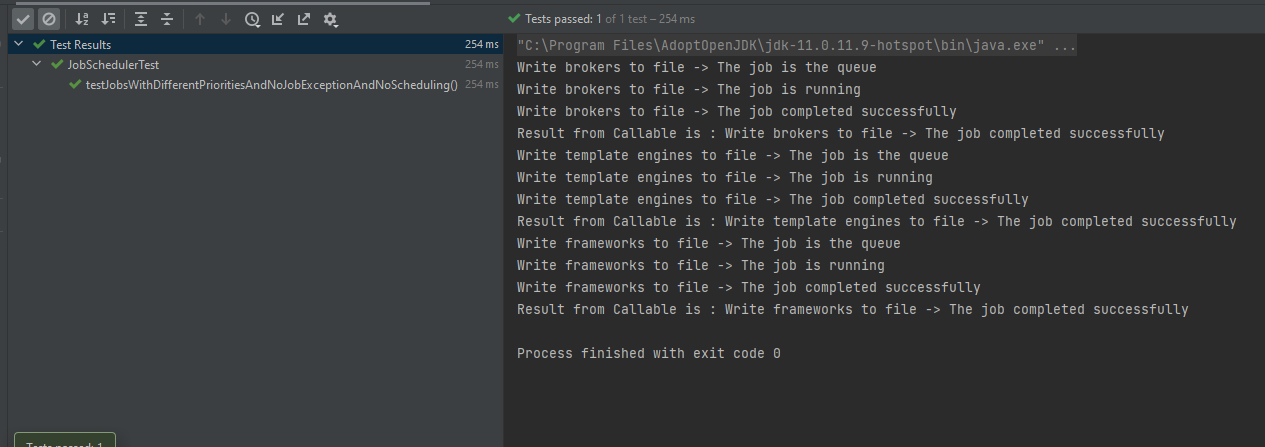 Tests passed: 1 of 1 test – 254 ms
Test Results 254 ms
JobSchedulerTest 254 ms
testJobsWithDifferentPrioritiesAndNoJobExceptionAndNoScheduling() 254 ms
"C:\Program Files\AdoptOpenJDK\jdk-11.0.11.9-hotspot\bin\java.exe" ...
Write brokers to file -> The job is the queue
Write brokers to file -> The job is running
Write brokers to file -> The job completed successfully
Result from Callable is : Write brokers to file -> The job completed successfully
Write template engines to file -> The job is the queue
Write template engines to file -> The job is running
Write template engines to file -> The job completed successfully
Result from Callable is : Write template engines to file -> The job completed successfully
Write frameworks to file -> The job is the queue
Write frameworks to file -> The job is running
Write frameworks to file -> The job completed successfully
Result from Callable is : Write frameworks to file -> The job completed successfully
Process finished with exit code 0
Tests passed: 1